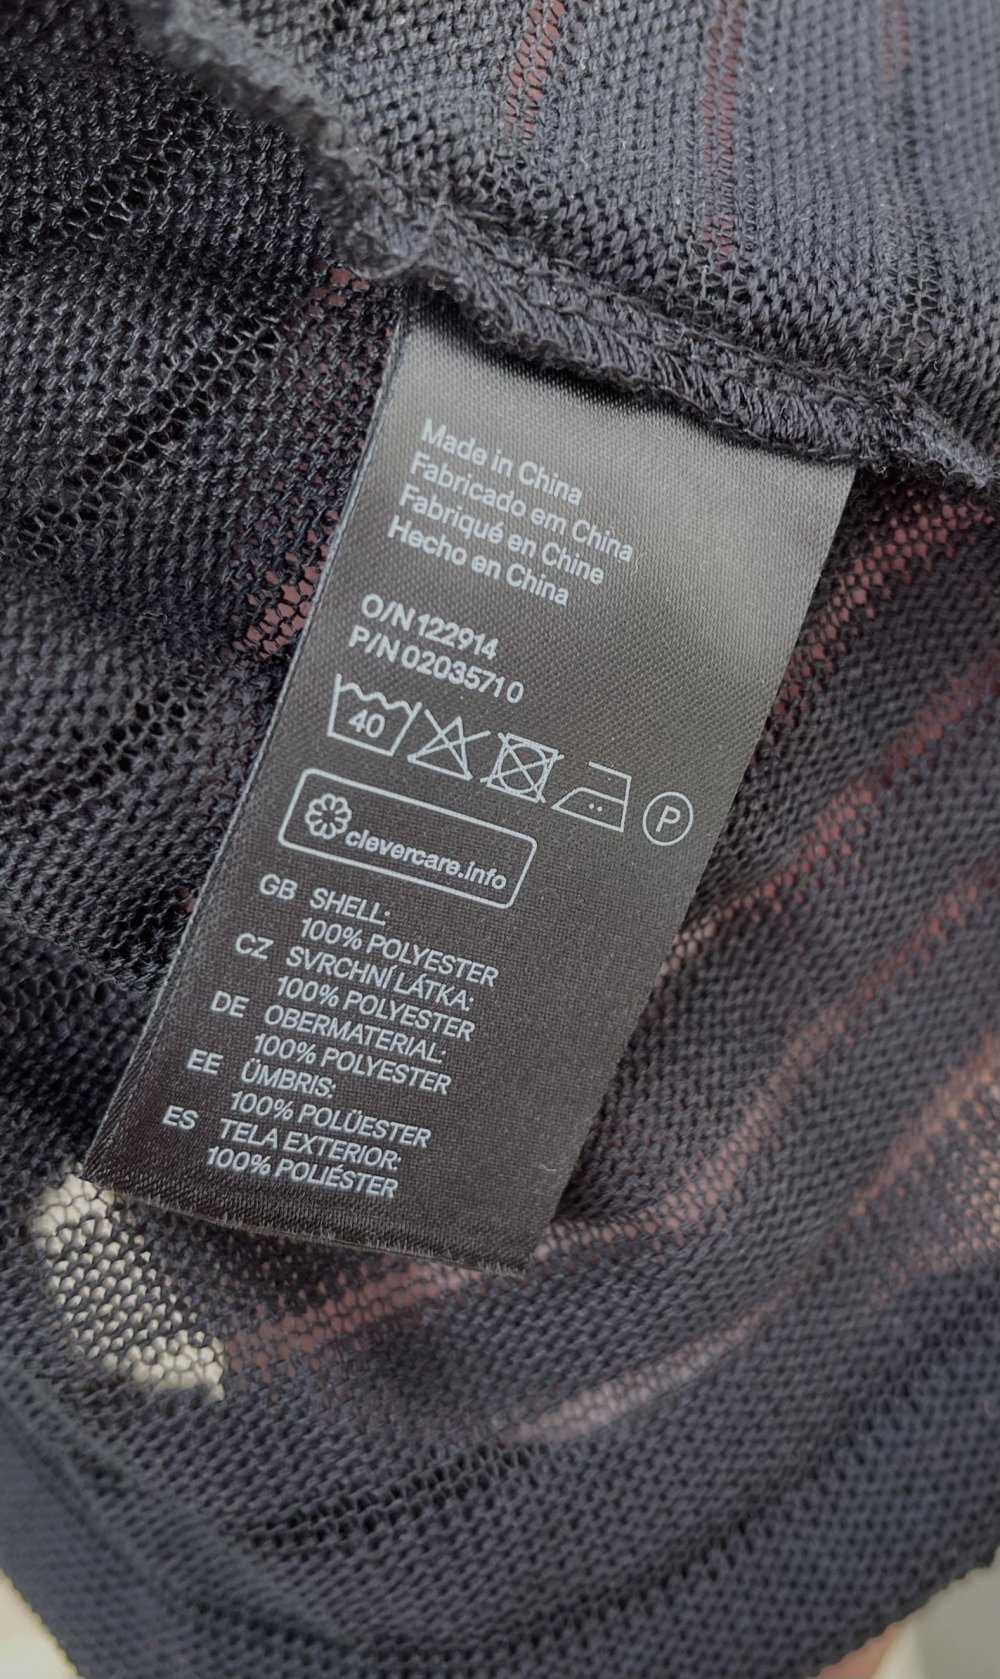 Made in China
Fabricado em China
Fabriqué en Chine
Hecho en China
O/N 122914
P/N 02035710
40
P
clevercare.info
GB SHELL:
100% POLYESTER
CZ SVRCHNÍ LÁTKA:
100% POLYESTER
DE OBERMATERIAL:
100% POLYESTER
EE ÜMBRIS:
100% POLÜESTER
ES TELA EXTERIOR:
100% POLIÉSTER